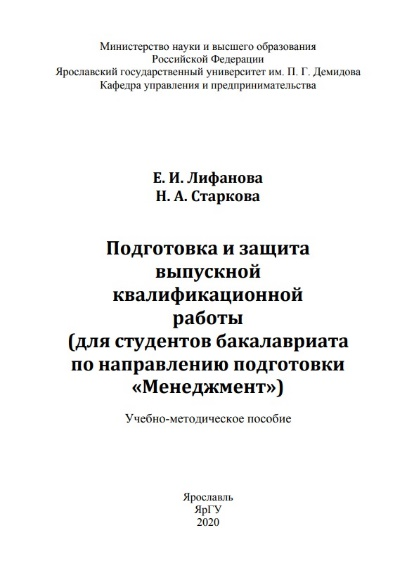 Министерство науки и высшего образования
Российской Федерации
Ярославский государственный университет им. П. Г. Демидова
Кафедра управления и предпринимательства
Е. И. Лифанова
Н. А. Старкова
Подготовка и защита
выпускной
квалификационной
работы
(для студентов бакалавриата
по направлению подготовки
«Менеджмент»)
Учебно-методическое пособие
Ярославль
ЯрГУ
2020